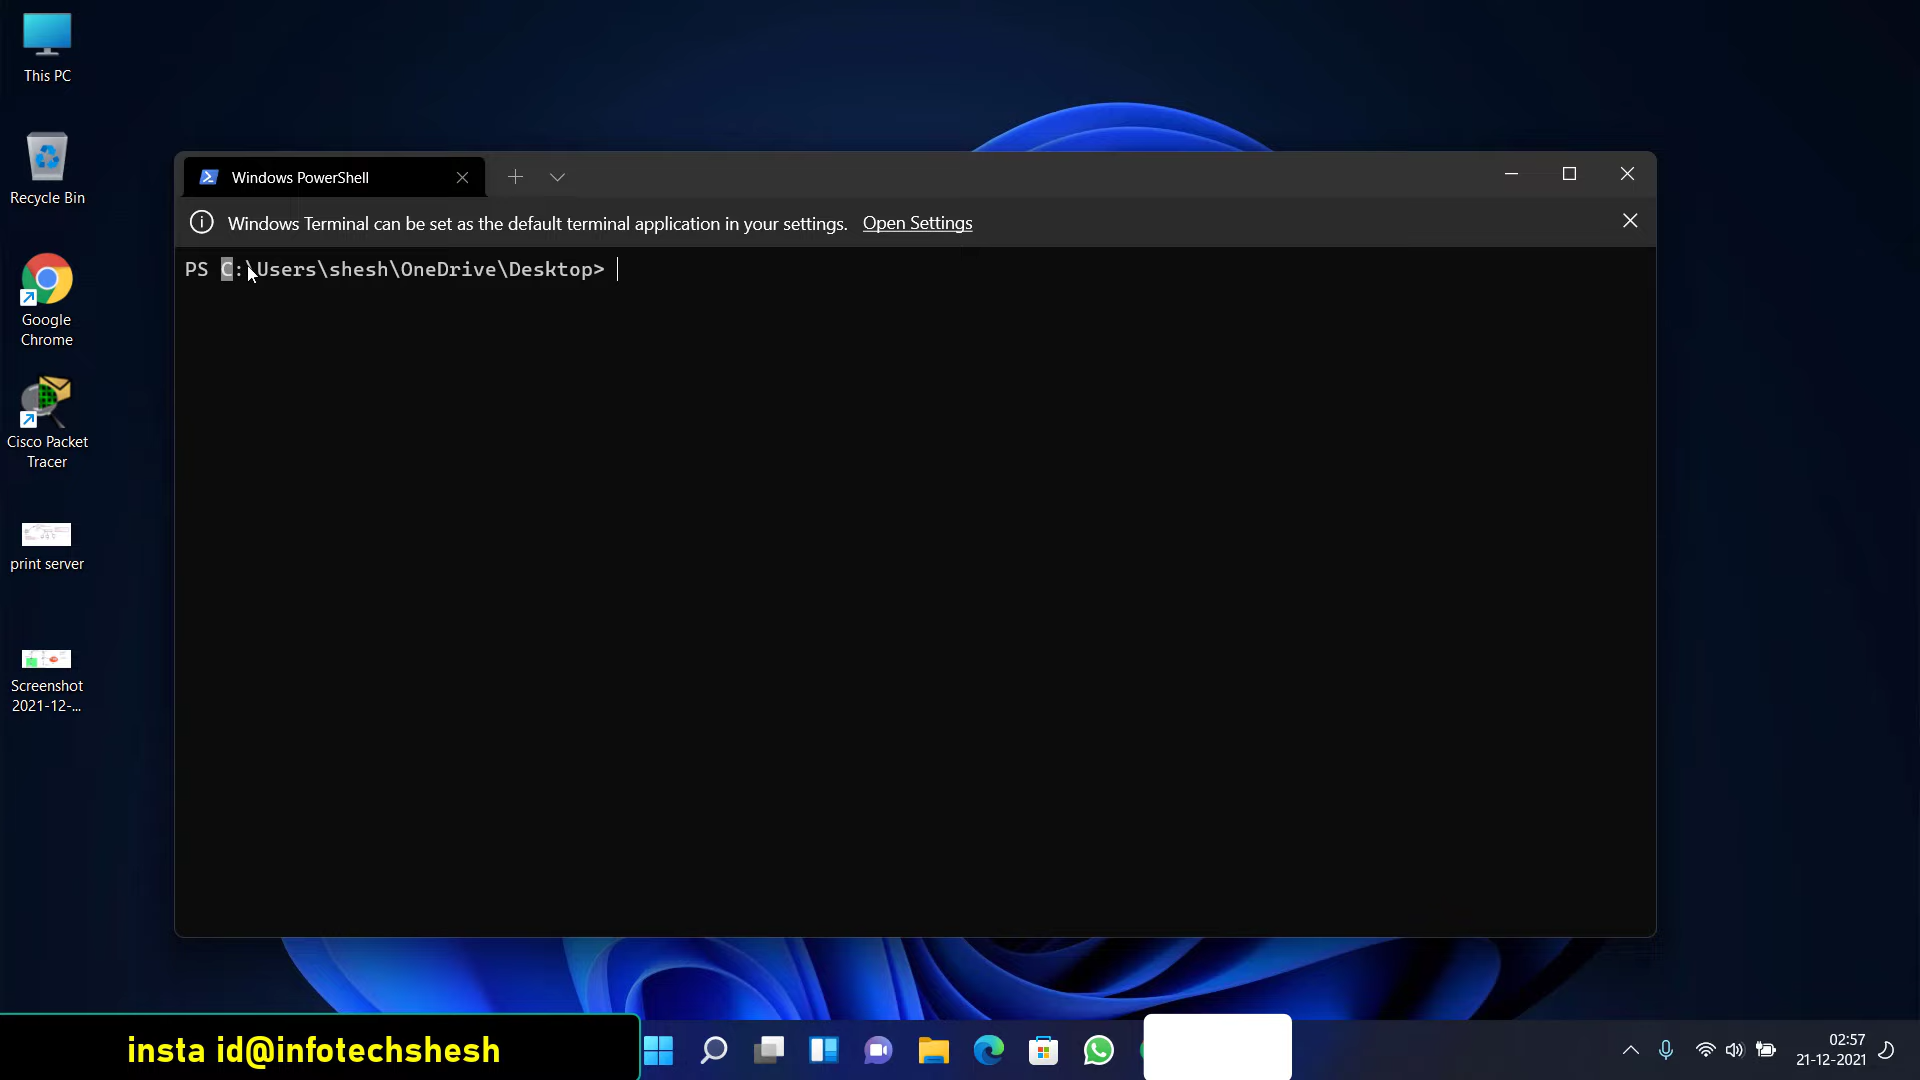 This PC
Recycle Bin
Google
Chrome
Cisco Packet
Tracer
print server
Screenshot
2021-12-...
Windows PowerShell
Windows Terminal can be set as the default terminal application in your settings. Open Settings
PS C:\Users\shesh\OneDrive\Desktop>
insta id@infotechshesh
02:57
21-12-2021